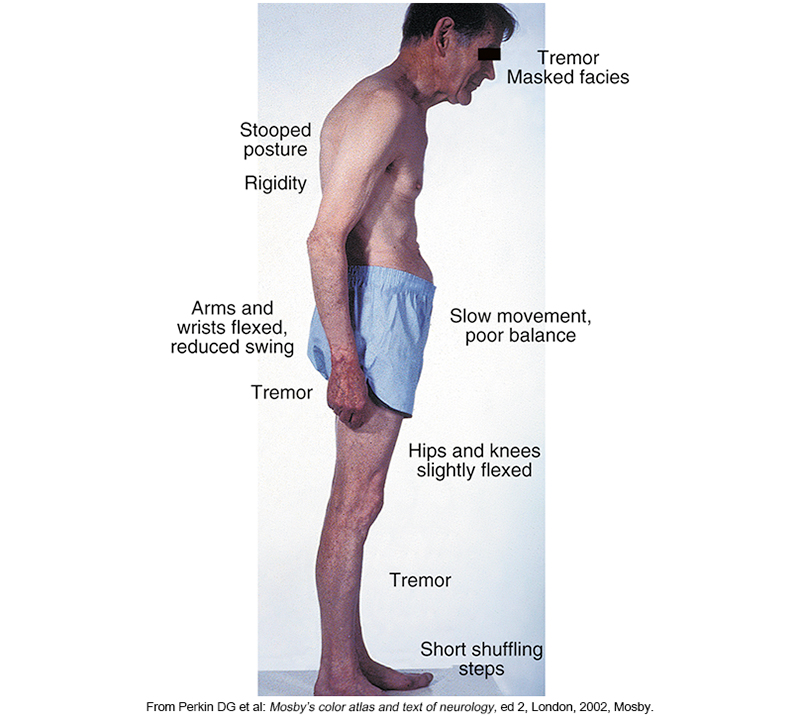 Tremor
Masked facies
Stooped
posture
Rigidity
Arms and
wrists flexed,
reduced swing
Slow movement,
poor balance
Tremor
Hips and knees
slightly flexed
Tremor
Short shuffling
steps
From Perkin DG et al: Mosby's color atlas and text of neurology, ed 2, London, 2002, Mosby.